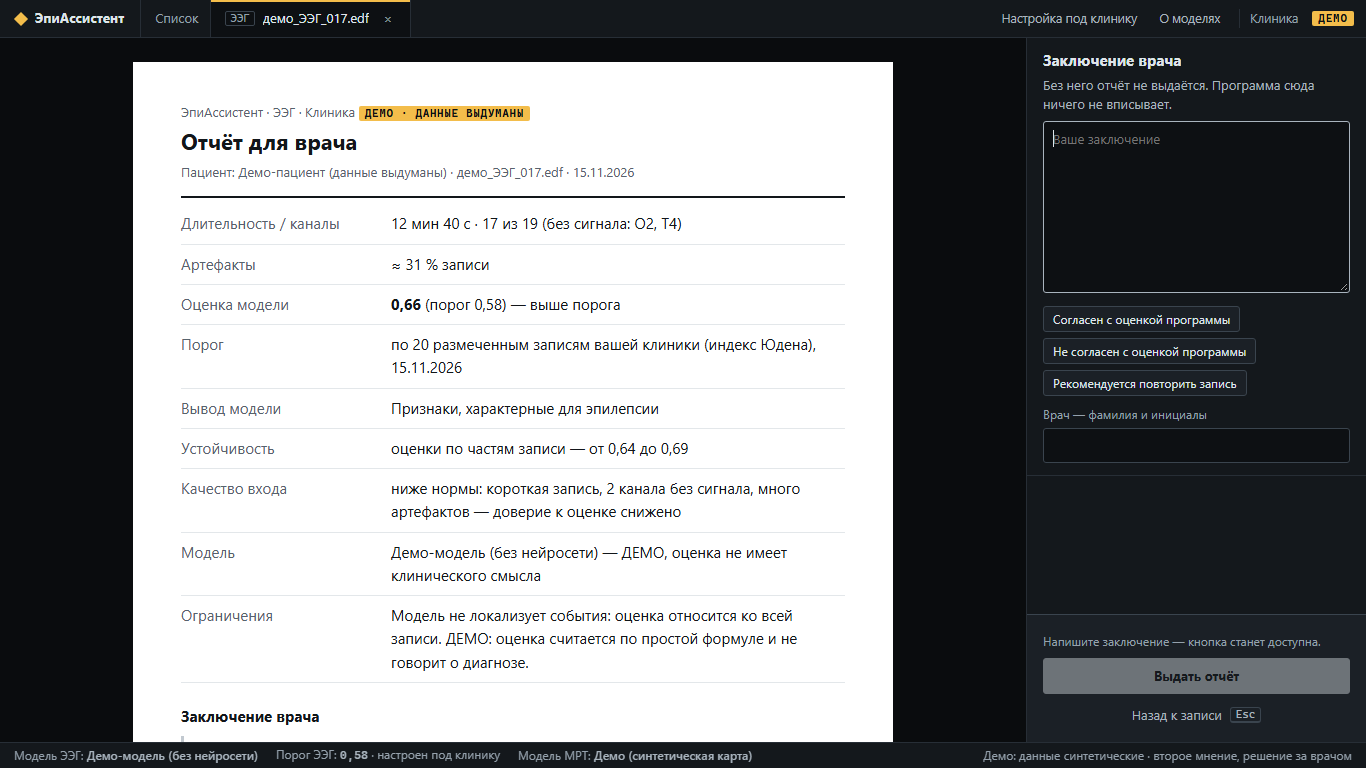 ЭпиАссистент
Список
ЭЭГ демо_ЭЭГ_017.edf ×
Настройка под клинику
О моделях
Клиника ДЕМО
ЭпиАссистент · ЭЭГ · Клиника ДЕМО · ДАННЫЕ ВЫДУМАНЫ
Отчёт для врача
Пациент: Демо-пациент (данные выдуманы) · демо_ЭЭГ_017.edf · 15.11.2026
Длительность / каналы 12 мин 40 с · 17 из 19 (без сигнала: O2, T4)
Артефакты ≈ 31 % записи
Оценка модели 0,66 (порог 0,58) — выше порога
Порог по 20 размеченным записям вашей клиники (индекс Юдена),
15.11.2026
Вывод модели Признаки, характерные для эпилепсии
Устойчивость оценки по частям записи — от 0,64 до 0,69
Качество входа ниже нормы: короткая запись, 2 канала без сигнала, много
артефактов — доверие к оценке снижено
Модель Демо-модель (без нейросети) — ДЕМО, оценка не имеет
клинического смысла
Ограничения Модель не локализует события: оценка относится ко всей
записи. ДЕМО: оценка считается по простой формуле и не
говорит о диагнозе.
Заключение врача
Заключение врача
Без него отчёт не выдаётся. Программа сюда
ничего не вписывает.
Ваше заключение
Согласен с оценкой программы
Не согласен с оценкой программы
Рекомендуется повторить запись
Врач — фамилия и инициалы
Напишите заключение — кнопка станет доступна.
Выдать отчёт
Назад к записи Esc
Модель ЭЭГ: Демо-модель (без нейросети)
Порог ЭЭГ: 0,58 · настроен под клинику
Модель МРТ: Демо (синтетическая карта)
Демо: данные синтетические · второе мнение, решение за врачом